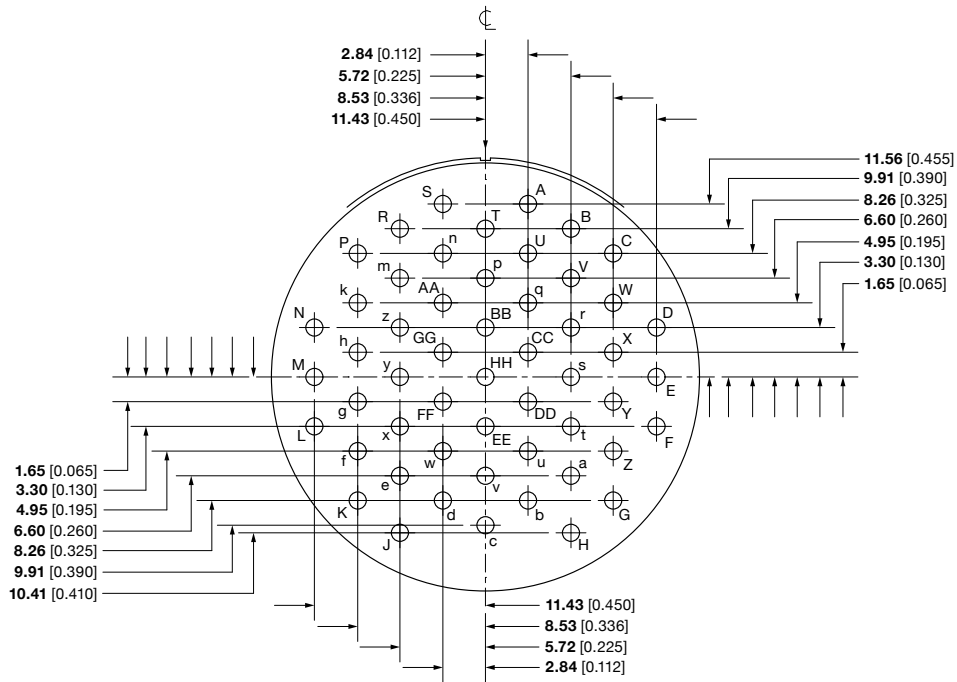 ℄
2.84 [0.112]
5.72 [0.225]
8.53 [0.336]
11.43 [0.450]
11.56 [0.455]
9.91 [0.390]
8.26 [0.325]
6.60 [0.260]
4.95 [0.195]
3.30 [0.130]
1.65 [0.065]
S A
R T B
P n U C
m p V
k AA q W
N z BB r D
h GG CC X
M y HH s E
g FF DD Y
L x EE t F
f w u Z
e v a
K d b G
J c H
1.65 [0.065]
3.30 [0.130]
4.95 [0.195]
6.60 [0.260]
8.26 [0.325]
9.91 [0.390]
10.41 [0.410]
11.43 [0.450]
8.53 [0.336]
5.72 [0.225]
2.84 [0.112]